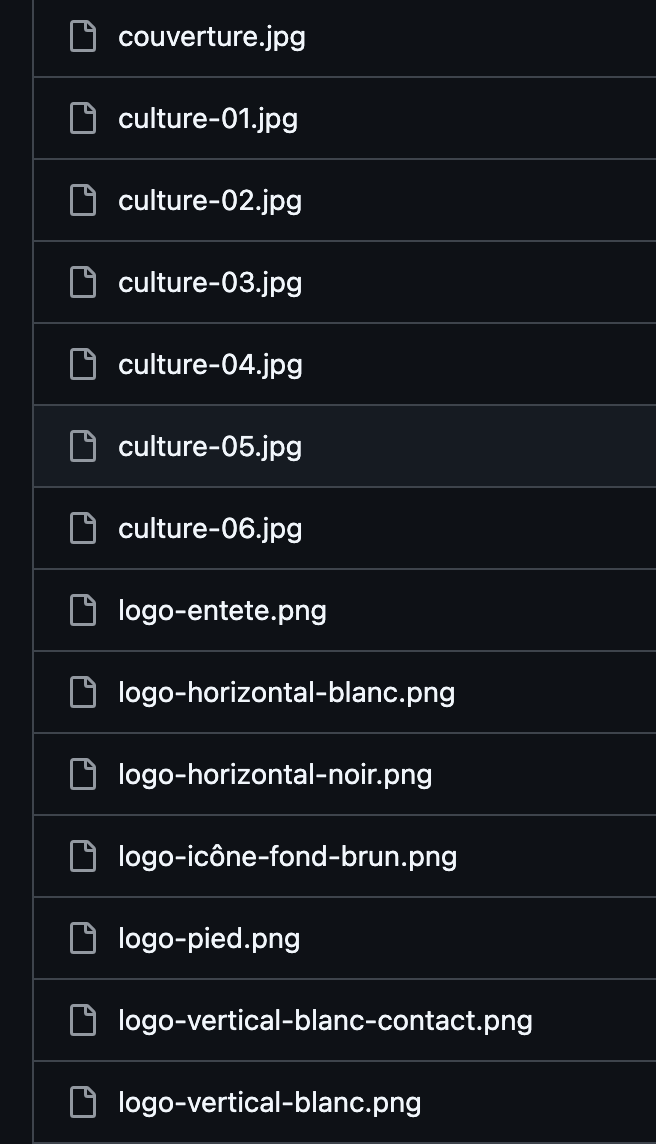 couverture.jpg
culture-01.jpg
culture-02.jpg
culture-03.jpg
culture-04.jpg
culture-05.jpg
culture-06.jpg
logo-entete.png
logo-horizontal-blanc.png
logo-horizontal-noir.png
logo-icône-fond-brun.png
logo-pied.png
logo-vertical-blanc-contact.png
logo-vertical-blanc.png